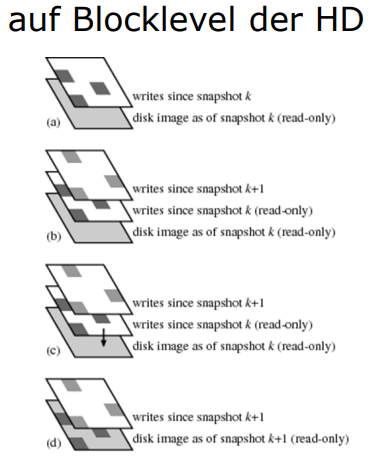 auf Blocklevel der HD
writes since snapshot k
(a) disk image as of snapshot k (read-only)
writes since snapshot k+1
writes since snapshot k (read-only)
(b) disk image as of snapshot k (read-only)
writes since snapshot k+1
writes since snapshot k (read-only)
(c) disk image as of snapshot k (read-only)
writes since snapshot k+1
(d) disk image as of snapshot k+1 (read-only)